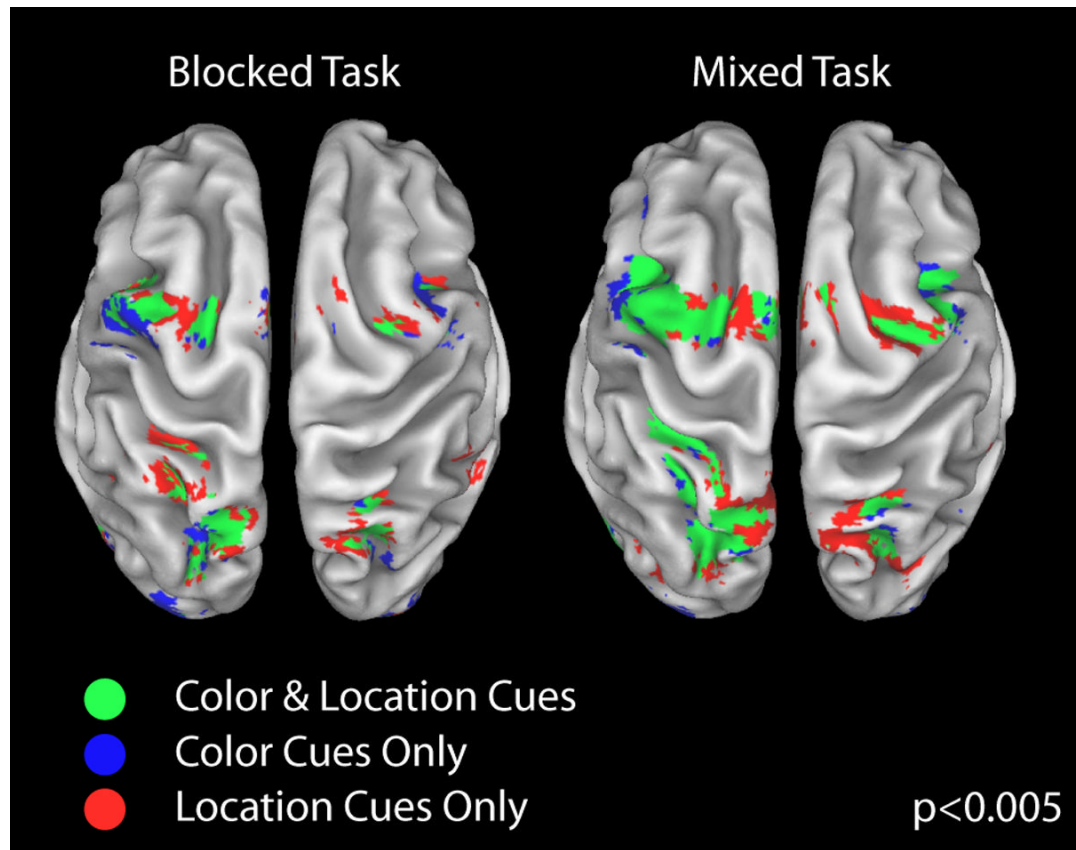 Blocked Task
Mixed Task
Color & Location Cues
Color Cues Only
Location Cues Only
p<0.005